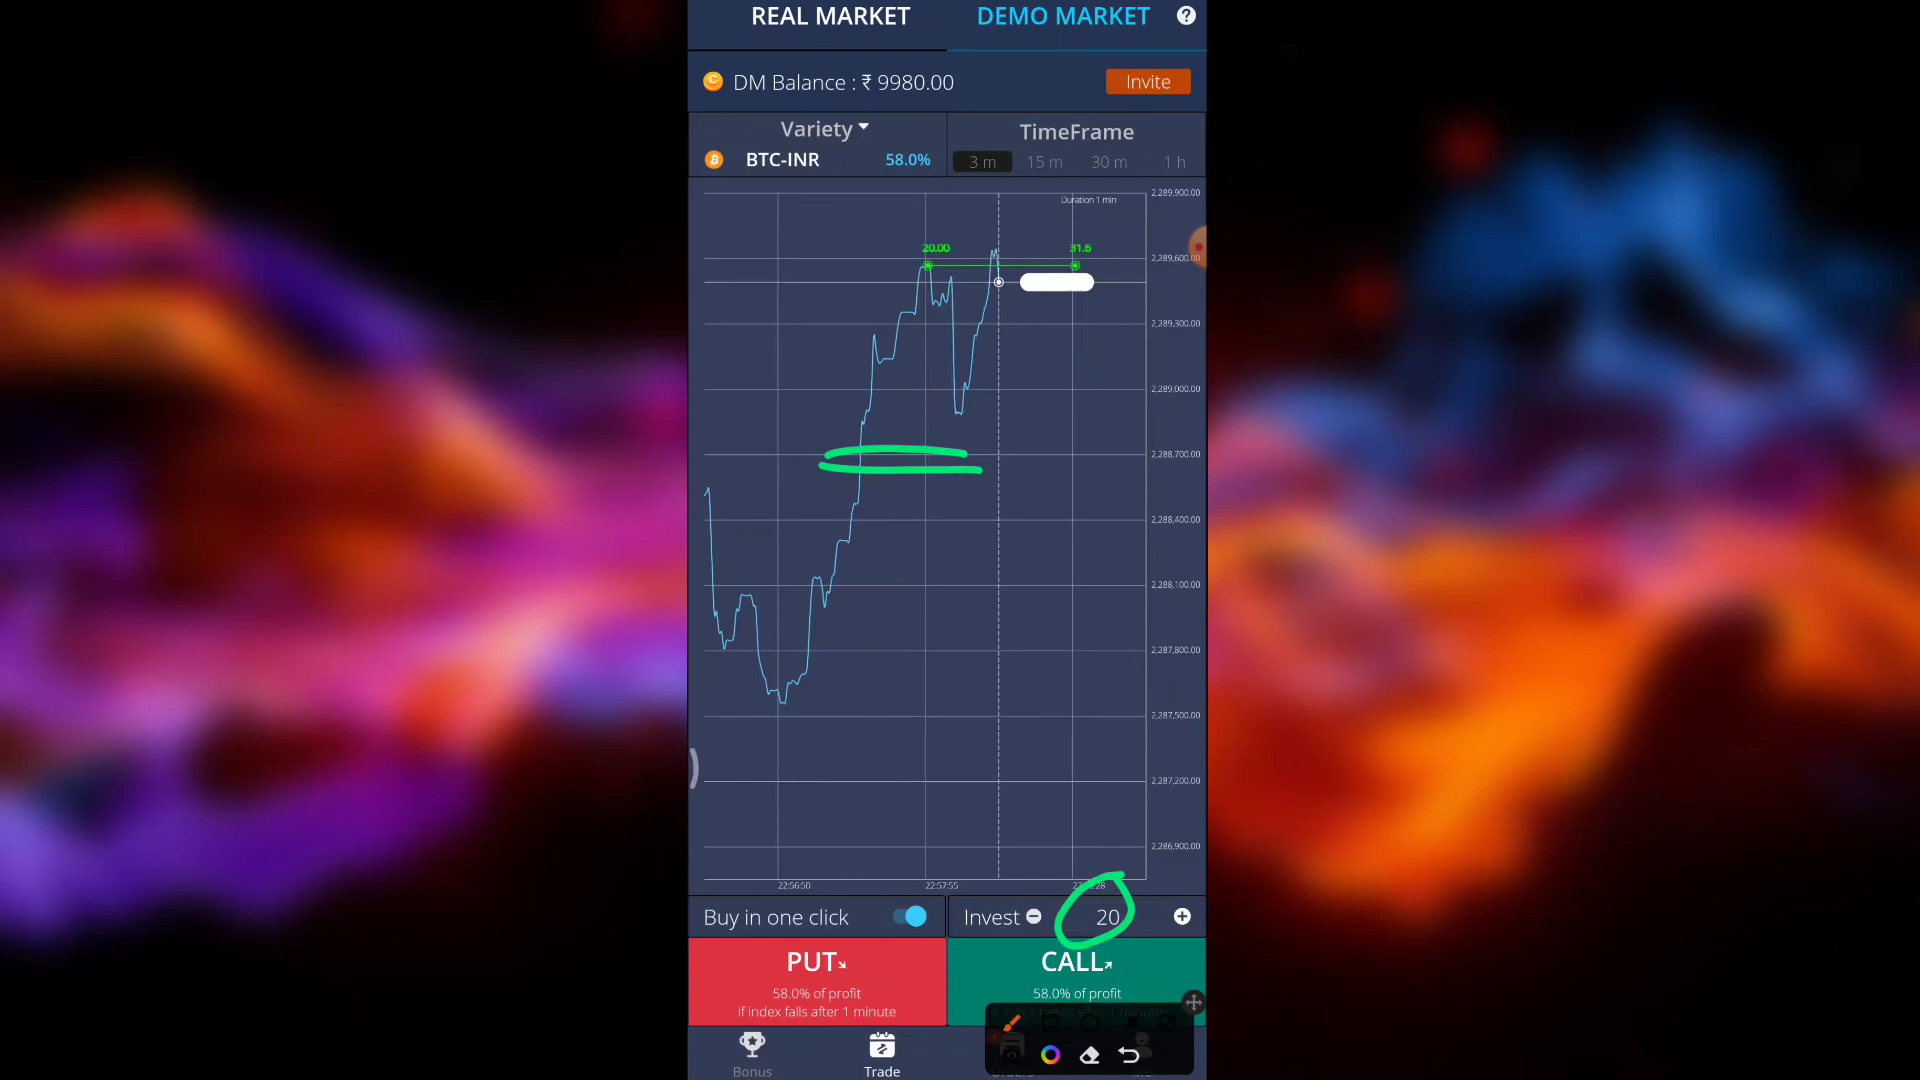 REAL MARKET
DEMO MARKET
?
DM Balance : ₹ 9980.00
Invite
Variety
TimeFrame
BTC-INR
58.0%
3 m
15 m
30 m
1 h
2,289,900.00
Duration 1 min
20.00
31.6
2,289,600.00
2,289,300.00
2,289,000.00
2,288,700.00
2,288,400.00
2,288,100.00
2,287,800.00
2,287,500.00
2,287,200.00
2,286,900.00
22:56:50
22:57:55
Buy in one click
Invest
20
PUT
CALL
58.0% of profit
58.0% of profit
if index falls after 1 minute
Bonus
Trade